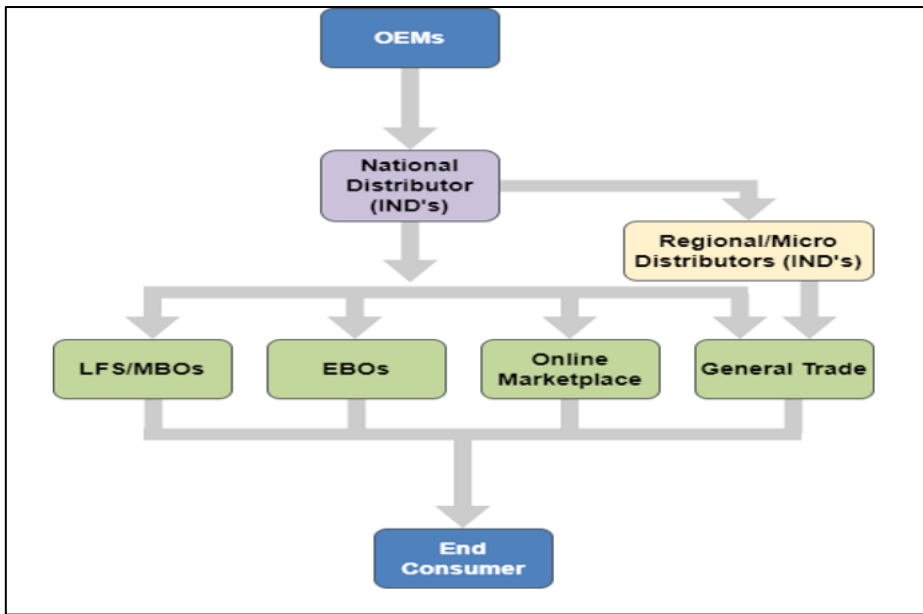 OEMs
National
Distributor
(IND's)
Regional/Micro
Distributors (IND's)
LFS/MBOs
EBOs
Online
Marketplace
General Trade
End
Consumer